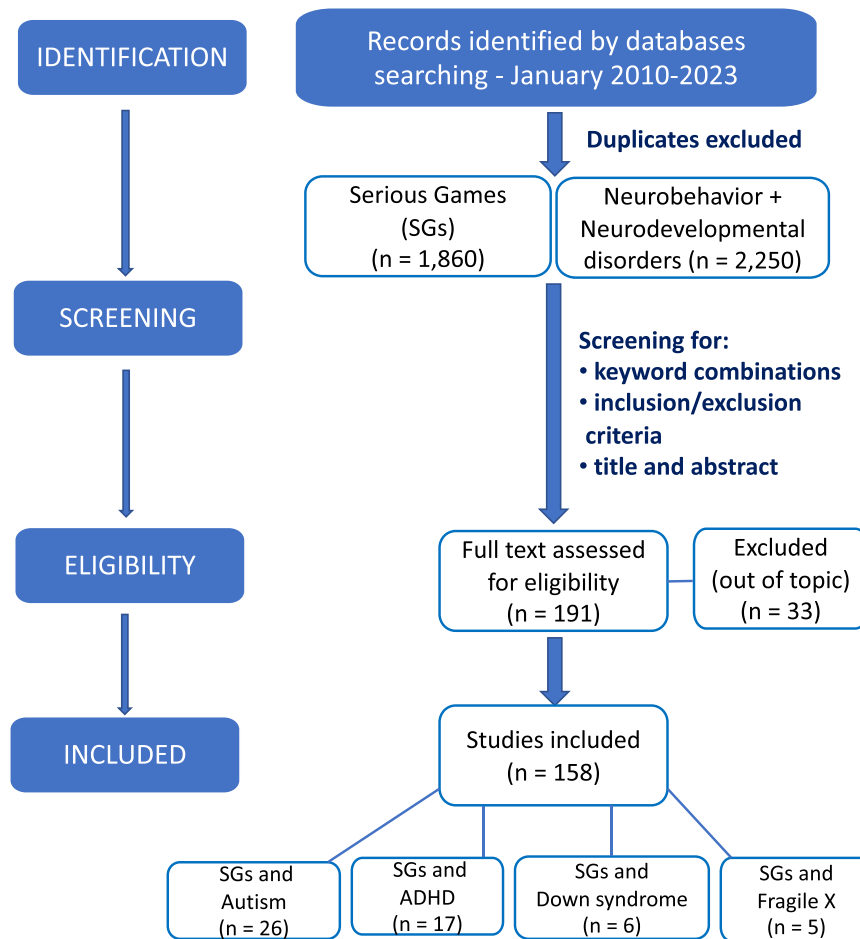 IDENTIFICATION
Records identified by databases
searching - January 2010-2023
Duplicates excluded
Serious Games
(SGs)
(n = 1,860)
Neurobehavior +
Neurodevelopmental
disorders (n = 2,250)
SCREENING
Screening for:
• keyword combinations
• inclusion/exclusion
criteria
• title and abstract
ELIGIBILITY
Full text assessed
for eligibility
(n = 191)
Excluded
(out of topic)
(n = 33)
INCLUDED
Studies included
(n = 158)
SGs and
Autism
(n = 26)
SGs and
ADHD
(n = 17)
SGs and
Down syndrome
(n = 6)
SGs and
Fragile X
(n = 5)